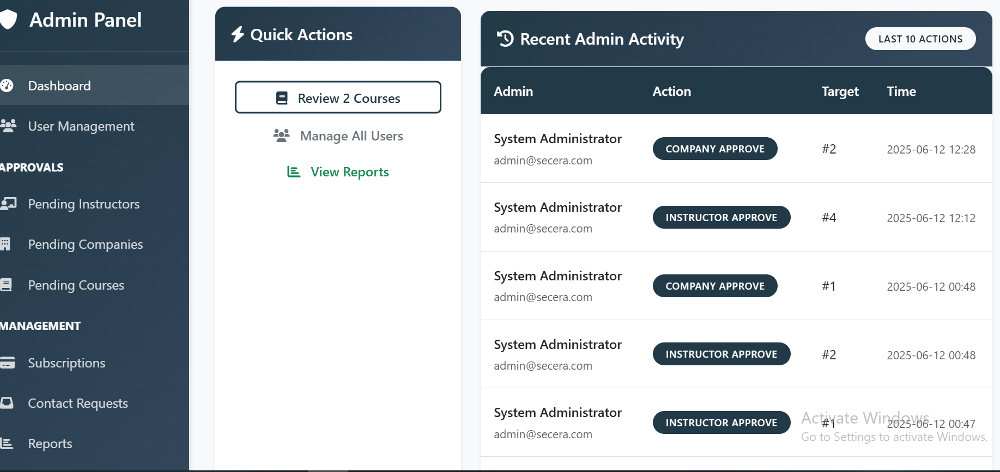 Admin Panel
Dashboard
User Management
APPROVALS
Pending Instructors
Pending Companies
Pending Courses
MANAGEMENT
Subscriptions
Contact Requests
Reports
Quick Actions
Review 2 Courses
Manage All Users
View Reports
Recent Admin Activity
LAST 10 ACTIONS
Admin Action Target Time
System Administrator
admin@secera.com
COMPANY APPROVE #2 2025-06-12 12:28
System Administrator
admin@secera.com
INSTRUCTOR APPROVE #4 2025-06-12 12:12
System Administrator
admin@secera.com
COMPANY APPROVE #1 2025-06-12 00:48
System Administrator
admin@secera.com
INSTRUCTOR APPROVE #2 2025-06-12 00:48
System Administrator
admin@secera.com
INSTRUCTOR APPROVE #1 2025-06-12 00:47
Activate Windows
Go to Settings to activate Windows.